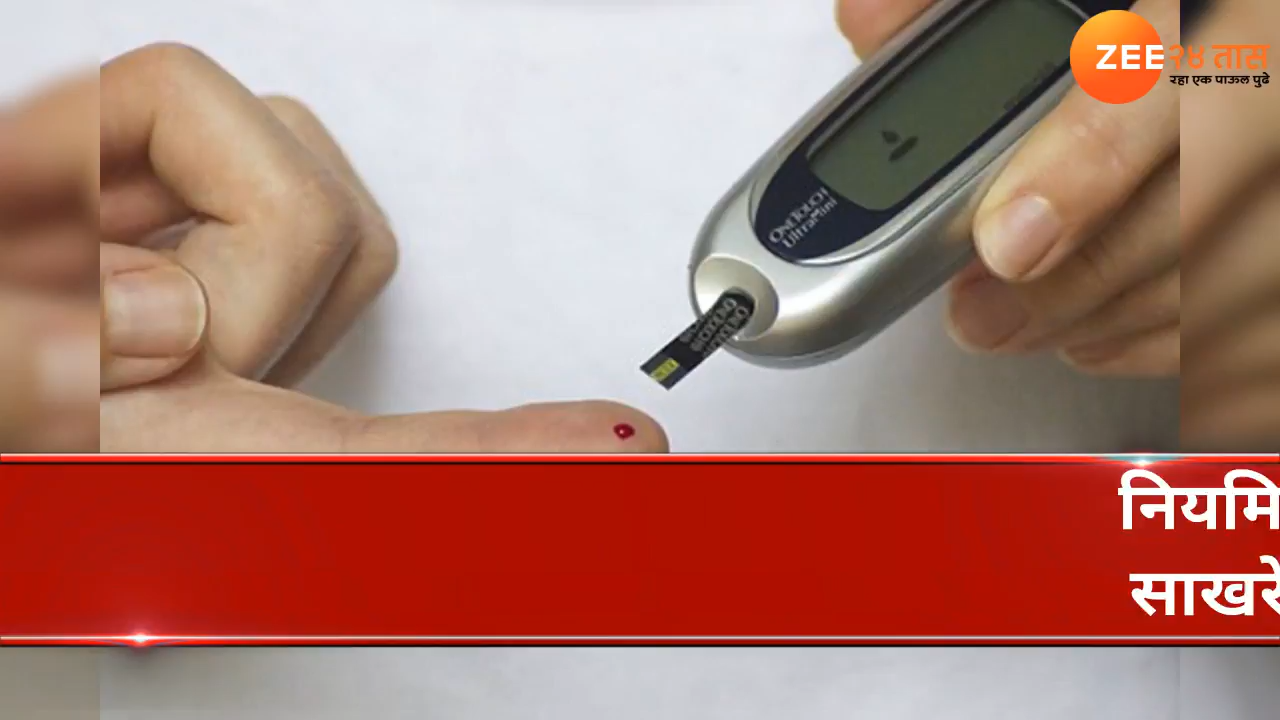 ZEE २४ तास
रहा एक पाऊल पुढे
ONETOUCH
UltraMini
नियमि
साखरे